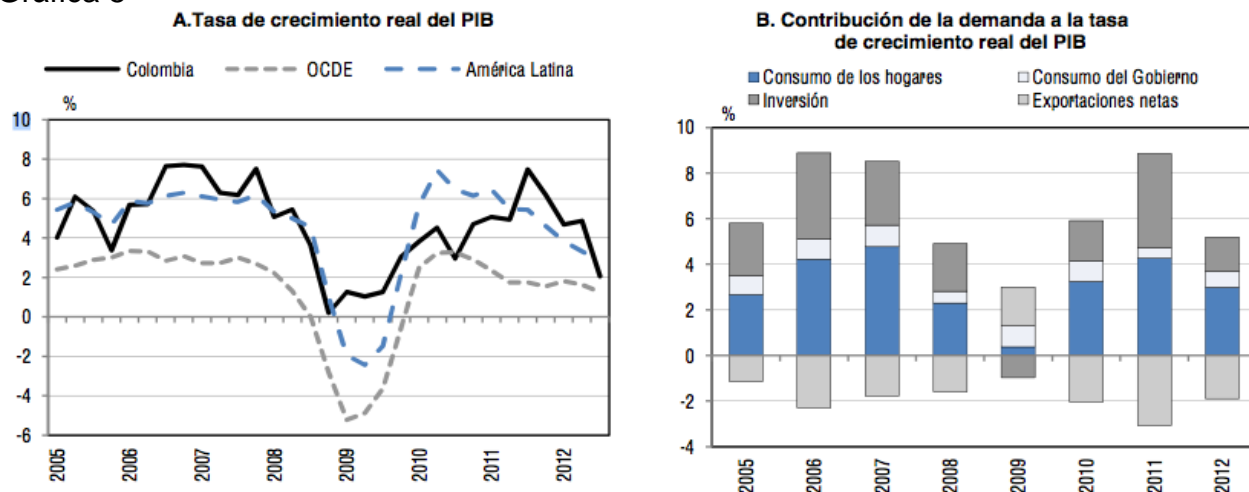 Gráfica 3
A.Tasa de crecimiento real del PIB
Colombia OCDE América Latina
%
10
8
6
4
2
0
-2
-4
-6
2005 2006 2007 2008 2009 2010 2011 2012
B. Contribución de la demanda a la tasa
de crecimiento real del PIB
Consumo de los hogares Consumo del Gobierno
Inversión Exportaciones netas
%
10
8
6
4
2
0
-2
-4
2005 2006 2007 2008 2009 2010 2011 2012